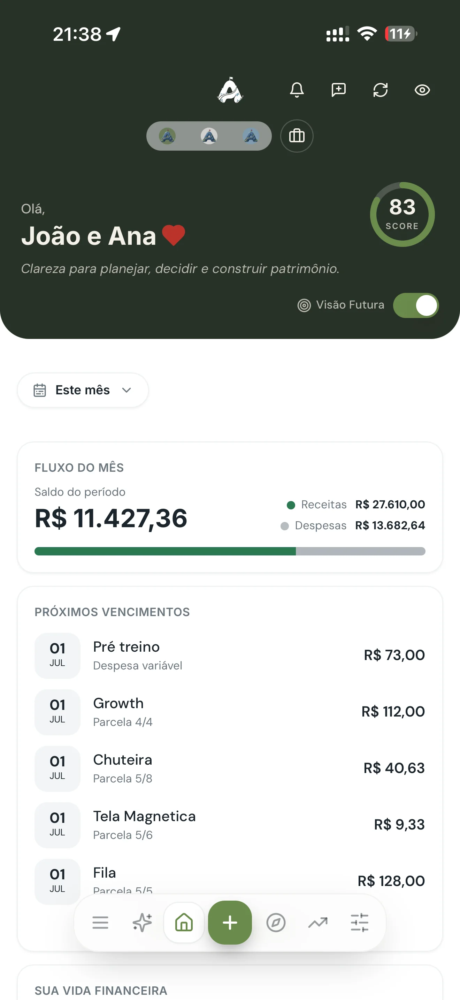 21:38
11
Olá,
João e Ana
83
SCORE
Clareza para planejar, decidir e construir patrimônio.
Visão Futura
Este mês
FLUXO DO MÊS
Saldo do período
R$ 11.427,36
Receitas R$ 27.610,00
Despesas R$ 13.682,64
PRÓXIMOS VENCIMENTOS
01
JUL
Pré treino
Despesa variável
R$ 73,00
01
JUL
Growth
Parcela 4/4
R$ 112,00
01
JUL
Chuteira
Parcela 5/8
R$ 40,63
01
JUL
Tela Magnetica
Parcela 5/6
R$ 9,33
01
JUL
Fila
Parcela 5/5
R$ 128,00
SUA VIDA FINANCEIRA